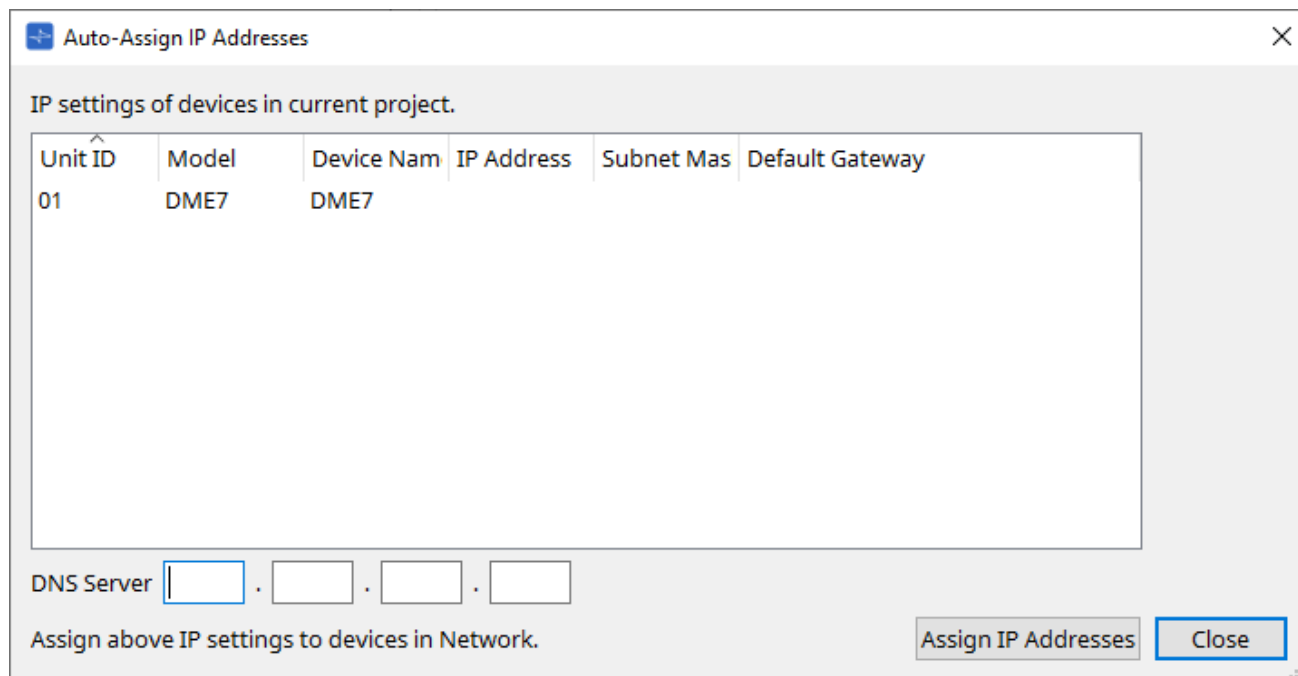 Auto-Assign IP Addresses
IP settings of devices in current project.
Unit ID Model Device Nam IP Address Subnet Mas Default Gateway
01 DME7 DME7
DNS Server . . .
Assign above IP settings to devices in Network. Assign IP Addresses Close